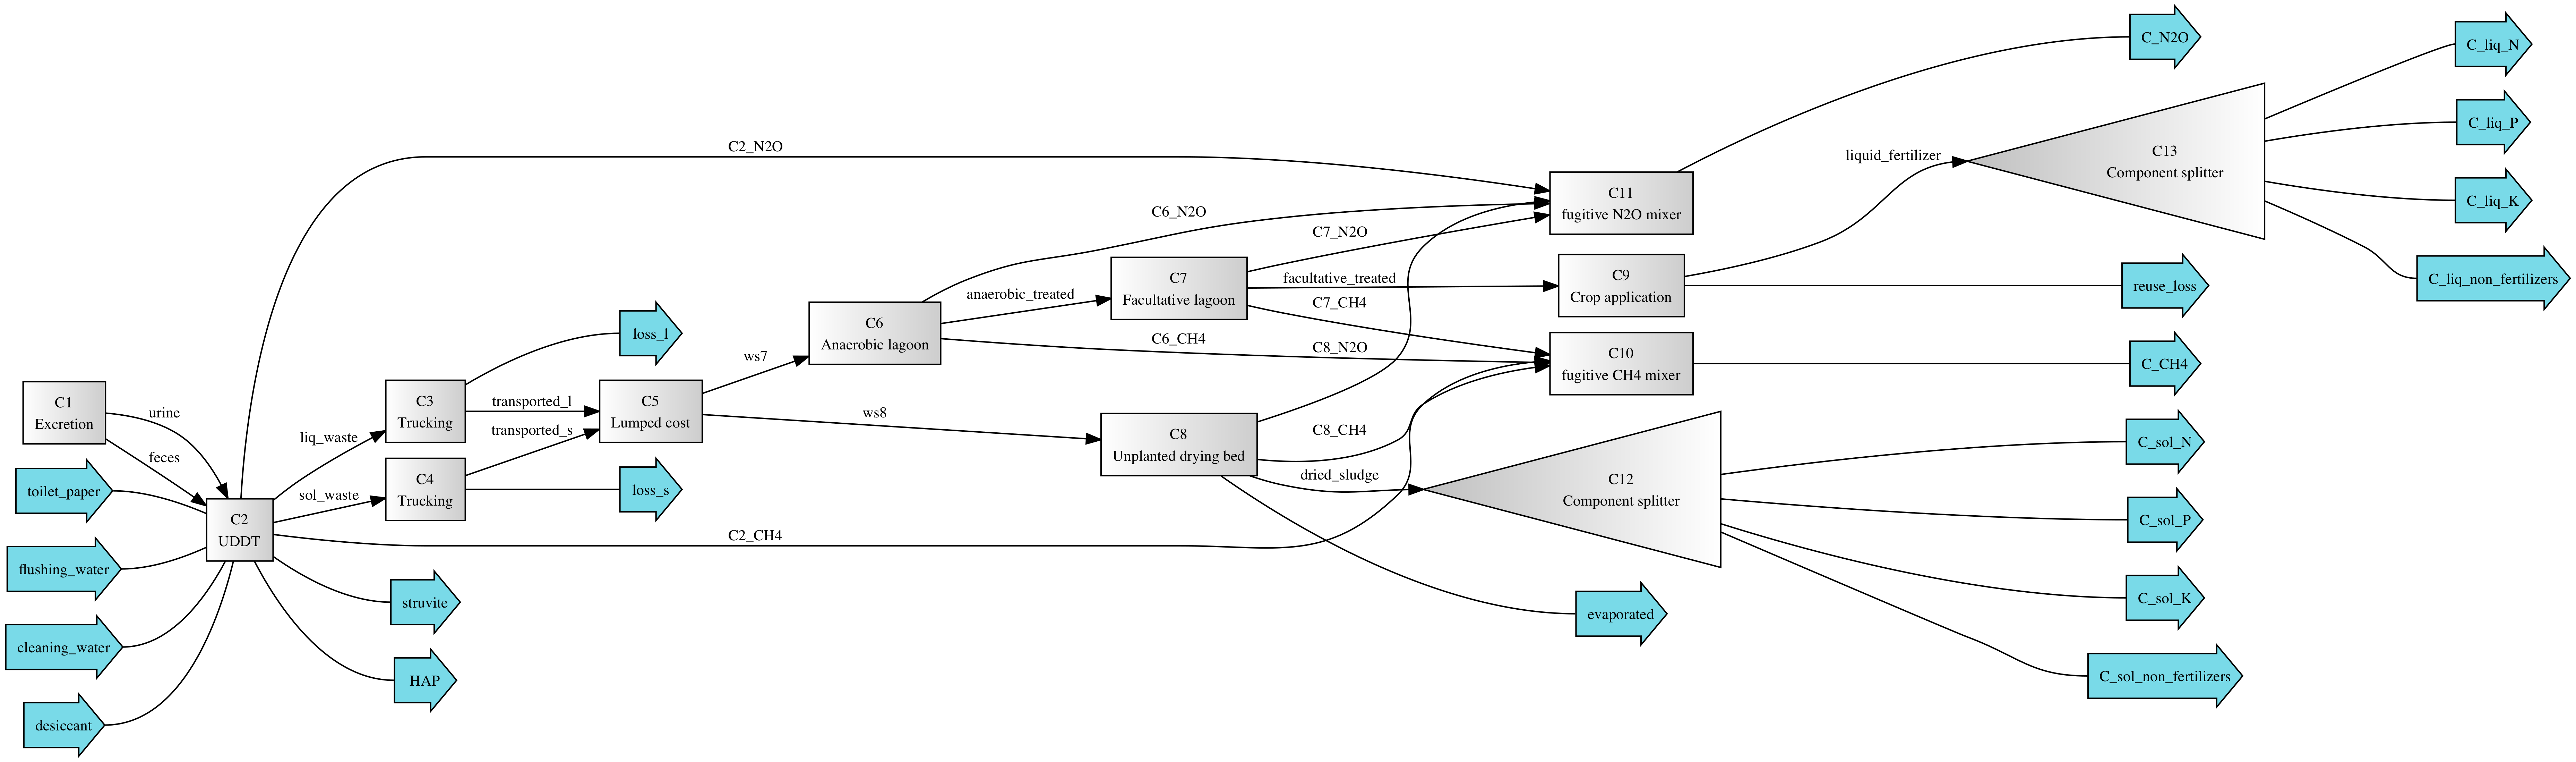 C1
Excretion
urine
feces
toilet_paper
flushing_water
cleaning_water
desiccant
C2
UDDT
C2_N2O
liq_waste
sol_waste
C2_CH4
struvite
HAP
C3
Trucking
C4
Trucking
loss_l
transported_l
transported_s
loss_s
C5
Lumped cost
ws7
ws8
C6
Anaerobic lagoon
C6_N2O
anaerobic_treated
C6_CH4
C7
Facultative lagoon
C7_N2O
facultative_treated
C7_CH4
C8
Unplanted drying bed
C8_N2O
C8_CH4
dried_sludge
evaporated
C11
fugitive N2O mixer
C9
Crop application
C10
fugitive CH4 mixer
C12
Component splitter
liquid_fertilizer
C13
Component splitter
C_N2O
reuse_loss
C_CH4
C_sol_N
C_sol_P
C_sol_K
C_sol_non_fertilizers
C_liq_N
C_liq_P
C_liq_K
C_liq_non_fertilizers